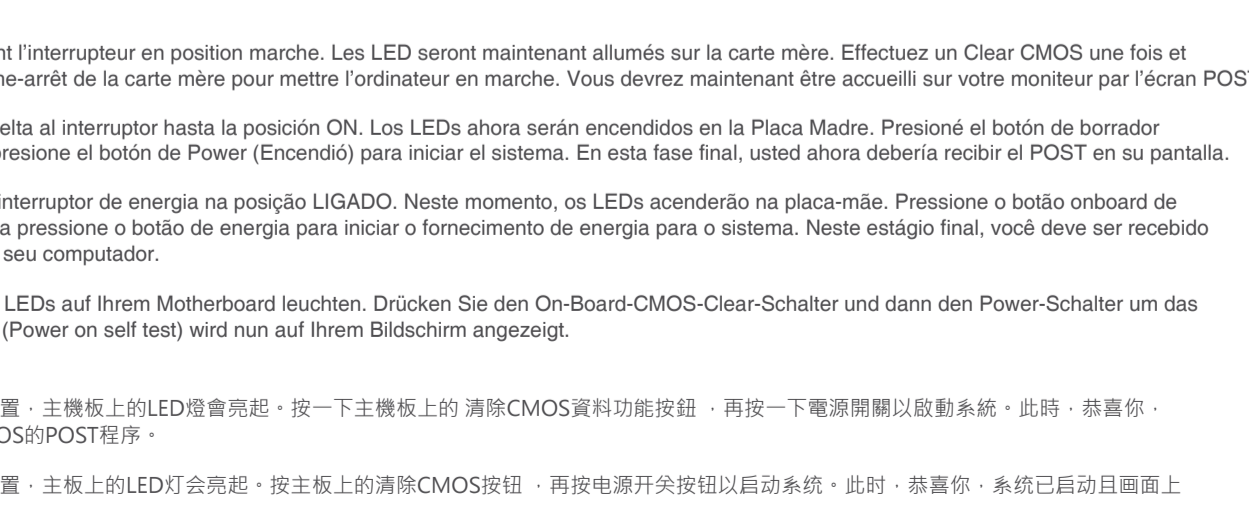 nt l'interrupteur en position marche. Les LED seront maintenant allumés sur la carte mère. Effectuez un Clear CMOS une fois et
ne-arrêt de la carte mère pour mettre l'ordinateur en marche. Vous devrez maintenant être accueilli sur votre moniteur par l'écran POST
elta al interruptor hasta la posición ON. Los LEDs ahora serán encendidos en la Placa Madre. Presioné el botón de borrador
presione el botón de Power (Encendió) para iniciar el sistema. En esta fase final, usted ahora debería recibir el POST en su pantalla.
interruptor de energia na posição LIGADO. Neste momento, os LEDs acenderão na placa-mãe. Pressione o botão onboard de
a pressione o botão de energia para iniciar o fornecimento de energia para o sistema. Neste estágio final, você deve ser recebido
seu computador.
LEDs auf Ihrem Motherboard leuchten. Drücken Sie den On-Board-CMOS-Clear-Schalter und dann den Power-Schalter um das
(Power on self test) wird nun auf Ihrem Bildschirm angezeigt.
置，主機板上的LED燈會亮起。按一下主機板上的 清除CMOS資料功能按鈕 ，再按一下電源開關以啟動系統。此時，恭喜你，
OS的POST程序。
置，主板上的LED灯会亮起。按主板上的清除CMOS按钮 ，再按电源开关按钮以启动系统。此时，恭喜你，系统已启动且画面上